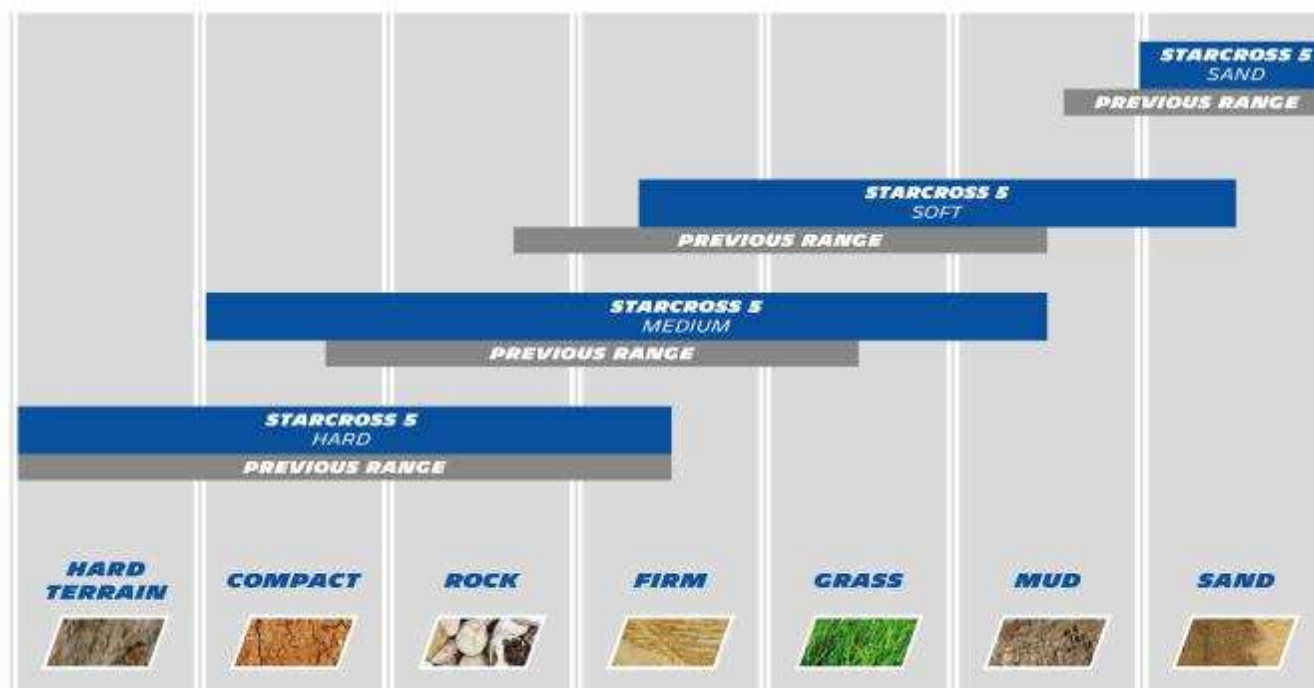 STARCROSS 5
SAND
PREVIOUS RANGE
STARCROSS 5
SOFT
PREVIOUS RANGE
STARCROSS 5
MEDIUM
PREVIOUS RANGE
STARCROSS 5
HARD
PREVIOUS RANGE
HARD
TERRAIN
COMPACT
ROCK
FIRM
GRASS
MUD
SAND